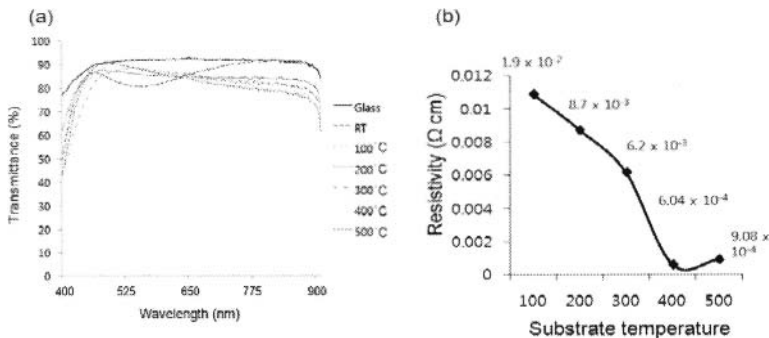 (a)
100
90
80
70
60
50
40
30
20
10
0
Transmittance (%)
400 525 650 775 900
Wavelength (nm)
Glass
RT
100°C
200°C
300°C
400°C
500°C
(b)
0.012
0.01
0.008
0.006
0.004
0.002
0
Resistivity (Ω cm)
1.9 x 10⁻²
8.7 x 10⁻³
6.2 x 10⁻³
6.04 x 10⁻⁴
9.08 x
10⁻⁴
100 200 300 400 500
Substrate temperature